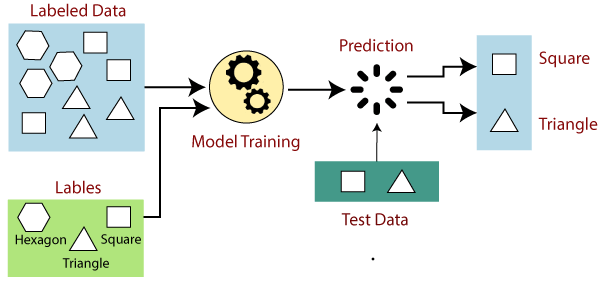 Labeled Data
Prediction
Square
Triangle
Model Training
Lables
Hexagon
Square
Triangle
Test Data
.